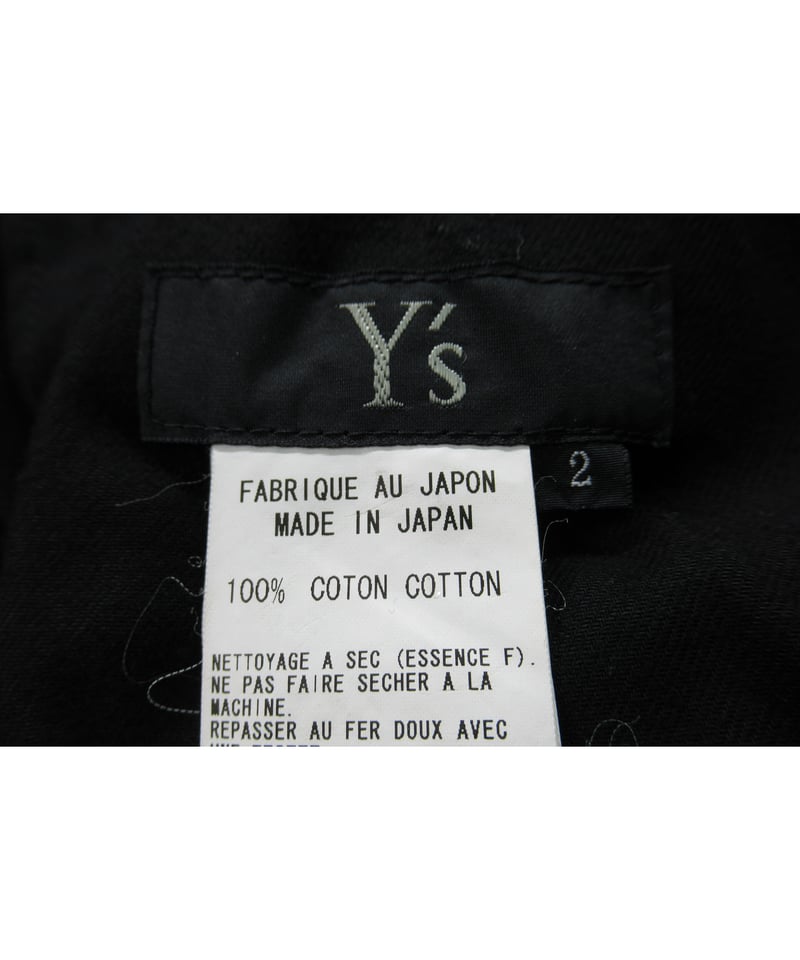 Y's
2
FABRIQUE AU JAPON
MADE IN JAPAN
100% COTON COTTON
NETTOYAGE A SEC (ESSENCE F).
NE PAS FAIRE SECHER A LA
MACHINE.
REPASSER AU FER DOUX AVEC